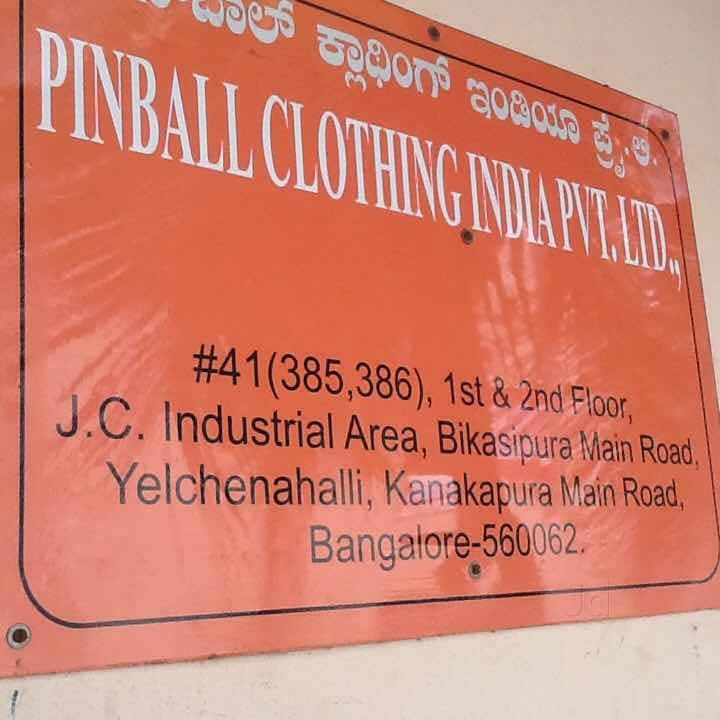 ಕ್ಲಾಥಿಂಗ್ ಇಂಡಿಯಾ ಪ್ರೈ.ಲಿ.
PINBALL CLOTHING INDIA PVT. LTD.,
#41(385,386), 1st & 2nd Floor,
J.C. Industrial Area, Bikasipura Main Road,
Yelchenahalli, Kanakapura Main Road,
Bangalore-560062.
Jd